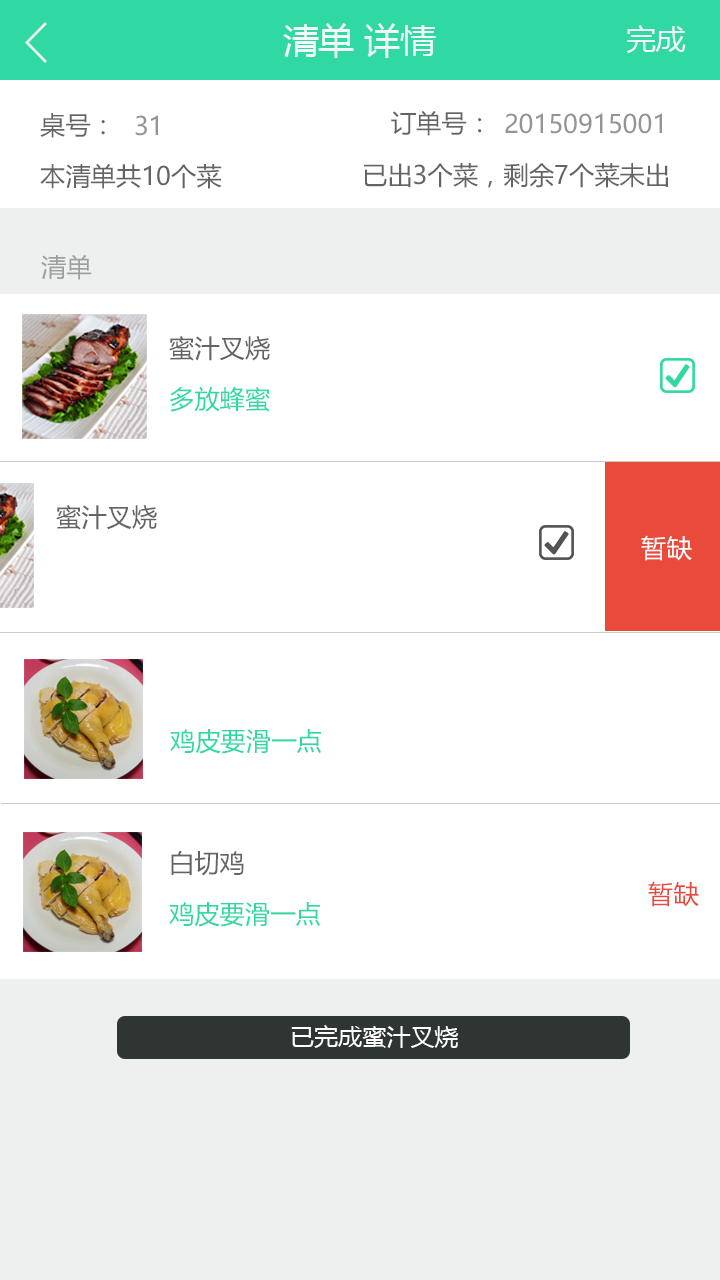 清单 详情
完成
桌号： 31
订单号： 20150915001
本清单共10个菜
已出3个菜，剩余7个菜未出
清单
蜜汁叉烧
多放蜂蜜
蜜汁叉烧
暂缺
鸡皮要滑一点
白切鸡
鸡皮要滑一点
暂缺
已完成蜜汁叉烧